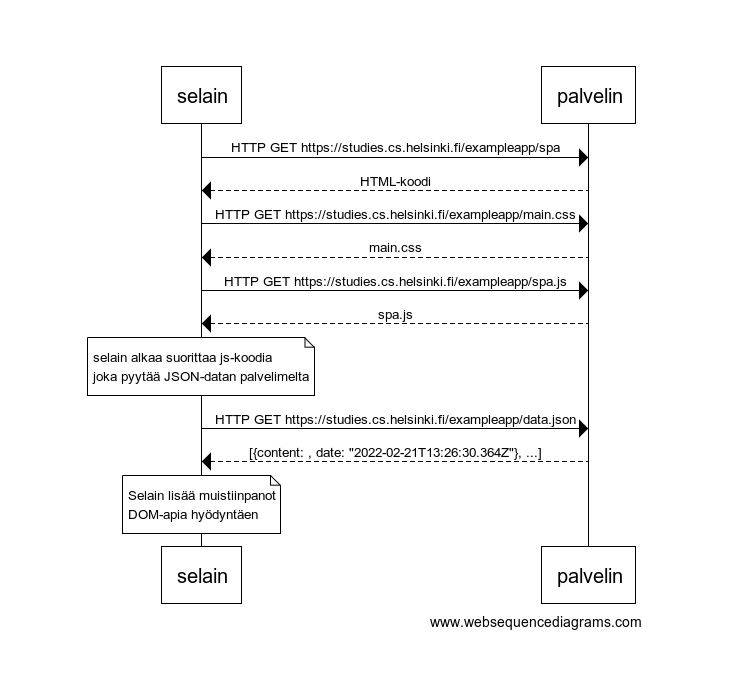 selain palvelin
HTTP GET https://studies.cs.helsinki.fi/exampleapp/spa
HTML-koodi
HTTP GET https://studies.cs.helsinki.fi/exampleapp/main.css
main.css
HTTP GET https://studies.cs.helsinki.fi/exampleapp/spa.js
spa.js
selain alkaa suorittaa js-koodia
joka pyytää JSON-datan palvelimelta
HTTP GET https://studies.cs.helsinki.fi/exampleapp/data.json
[{content: , date: "2022-02-21T13:26:30.364Z"}, ...]
Selain lisää muistiinpanot
DOM-apia hyödyntäen
selain palvelin
www.websequencediagrams.com